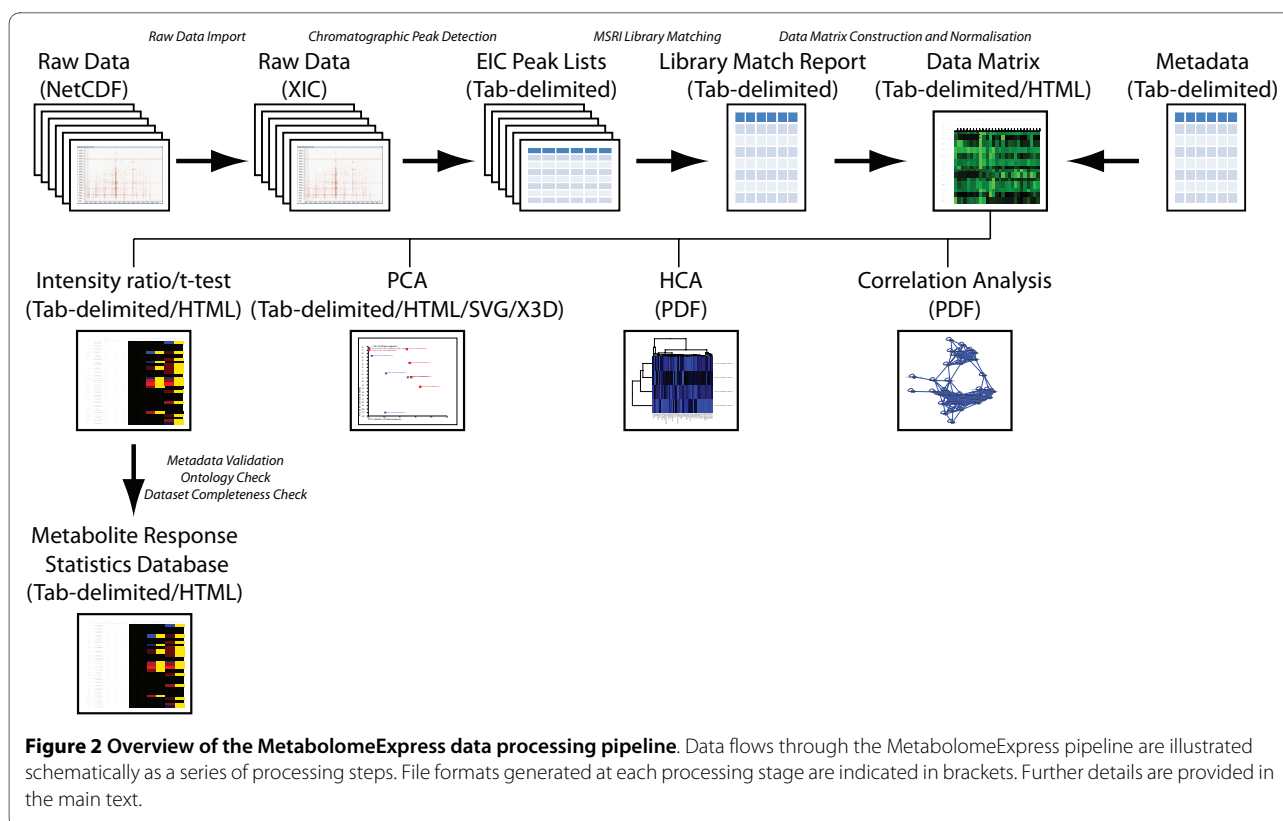 Raw Data Import
Chromatographic Peak Detection
MSRI Library Matching
Data Matrix Construction and Normalisation
Raw Data
(NetCDF)
Raw Data
(XIC)
EIC Peak Lists
(Tab-delimited)
Library Match Report
(Tab-delimited)
Data Matrix
(Tab-delimited/HTML)
Metadata
(Tab-delimited)
Intensity ratio/t-test
(Tab-delimited/HTML)
PCA
(Tab-delimited/HTML/SVG/X3D)
HCA
(PDF)
Correlation Analysis
(PDF)
Metadata Validation
Ontology Check
Dataset Completeness Check
Metabolite Response
Statistics Database
(Tab-delimited/HTML)
Figure 2 Overview of the MetabolomeExpress data processing pipeline. Data flows through the MetabolomeExpress pipeline are illustrated
schematically as a series of processing steps. File formats generated at each processing stage are indicated in brackets. Further details are provided in
the main text.